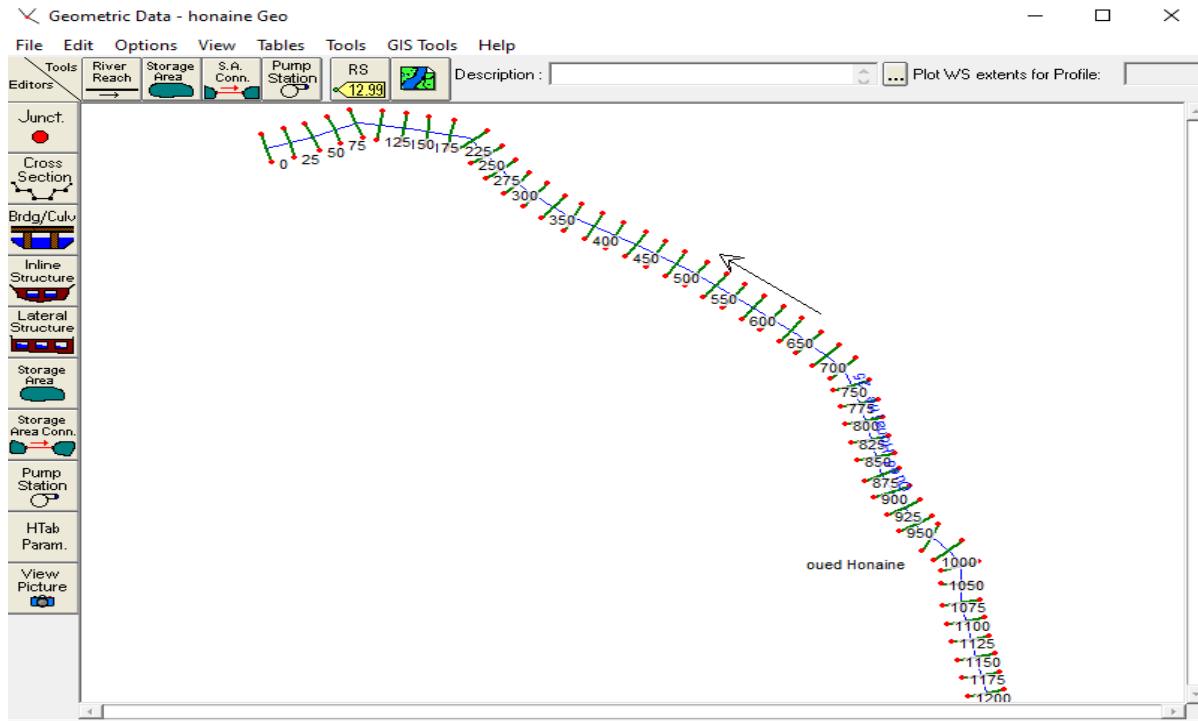 Geometric Data - honaine Geo
File Edit Options View Tables Tools GIS Tools Help
Tools
Editors
River Reach
Storage Area
S.A. Conn.
Pump Station
RS
12.99
Description :
...
Plot WS extents for Profile:
Junct.
Cross Section
Brdg/Culv
Inline Structure
Lateral Structure
Storage Area
Storage Area Conn.
Pump Station
HTab Param.
View Picture
0
25
50
75
125
150
175
225
250
275
300
350
400
450
500
550
600
650
700
750
775
800
825
850
875
900
925
950
oued Honaine
1000
1050
1075
1100
1125
1150
1175
1200